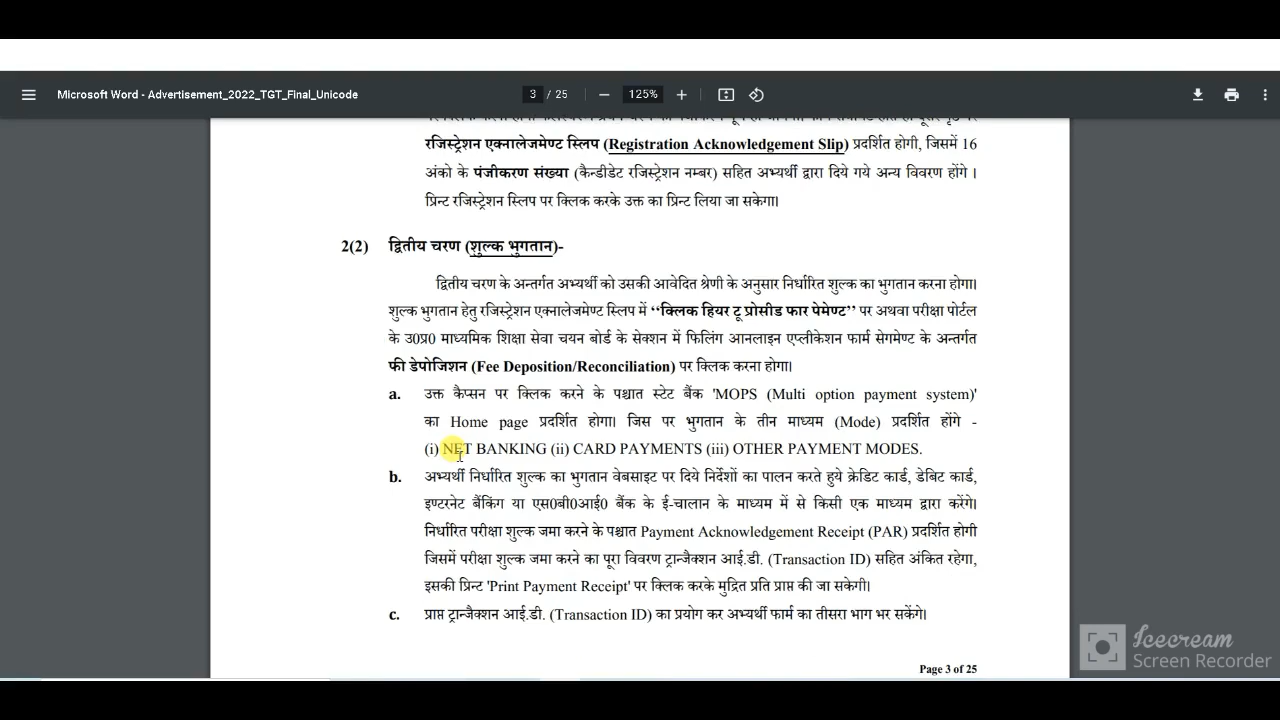 Microsoft Word - Advertisement_2022_TGT_Final_Unicode
3 / 25
125%
रजिस्ट्रेशन एक्नालेजमेण्ट स्लिप (Registration Acknowledgement Slip) प्रदर्शित होगी, जिसमें 16
अंको के पंजीकरण संख्या (कैन्डीडेट रजिस्ट्रेशन नम्बर) सहित अभ्यर्थी द्वारा दिये गये अन्य विवरण होंगे ।
प्रिन्ट रजिस्ट्रेशन स्लिप पर क्लिक करके उक्त का प्रिन्ट लिया जा सकेगा।
2(2) द्वितीय चरण (शुल्क भुगतान)-
द्वितीय चरण के अन्तर्गत अभ्यर्थी को उसकी आवेदित श्रेणी के अनुसार निर्धारित शुल्क का भुगतान करना होगा।
शुल्क भुगतान हेतु रजिस्ट्रेशन एक्नालेजमेण्ट स्लिप में ‘‘क्लिक हियर टू प्रोसीड फार पेमेण्ट’’ पर अथवा परीक्षा पोर्टल
के उ0प्र0 माध्यमिक शिक्षा सेवा चयन बोर्ड के सेक्शन में फिलिंग आनलाइन एप्लीकेशन फार्म सेगमेण्ट के अन्तर्गत
फी डेपोजिशन (Fee Deposition/Reconciliation) पर क्लिक करना होगा।
a. उक्त कैप्सन पर क्लिक करने के पश्चात स्टेट बैंक 'MOPS (Multi option payment system)'
का Home page प्रदर्शित होगा। जिस पर भुगतान के तीन माध्यम (Mode) प्रदर्शित होंगे -
(i) NET BANKING (ii) CARD PAYMENTS (iii) OTHER PAYMENT MODES.
b. अभ्यर्थी निर्धारित शुल्क का भुगतान वेबसाइट पर दिये निर्देशों का पालन करते हुये क्रेडिट कार्ड, डेबिट कार्ड,
इण्टरनेट बैंकिंग या एस0बी0आई0 बैंक के ई-चालान के माध्यम में से किसी एक माध्यम द्वारा करेंगे।
निर्धारित परीक्षा शुल्क जमा करने के पश्चात Payment Acknowledgement Receipt (PAR) प्रदर्शित होगी
जिसमें परीक्षा शुल्क जमा करने का पूरा विवरण ट्रान्जैक्शन आई.डी. (Transaction ID) सहित अंकित रहेगा,
इसकी प्रिन्ट 'Print Payment Receipt' पर क्लिक करके मुद्रित प्रति प्राप्त की जा सकेगी।
c. प्राप्त ट्रान्जैक्शन आई.डी. (Transaction ID) का प्रयोग कर अभ्यर्थी फार्म का तीसरा भाग भर सकेंगे।
Page 3 of 25
Icecream
Screen Recorder